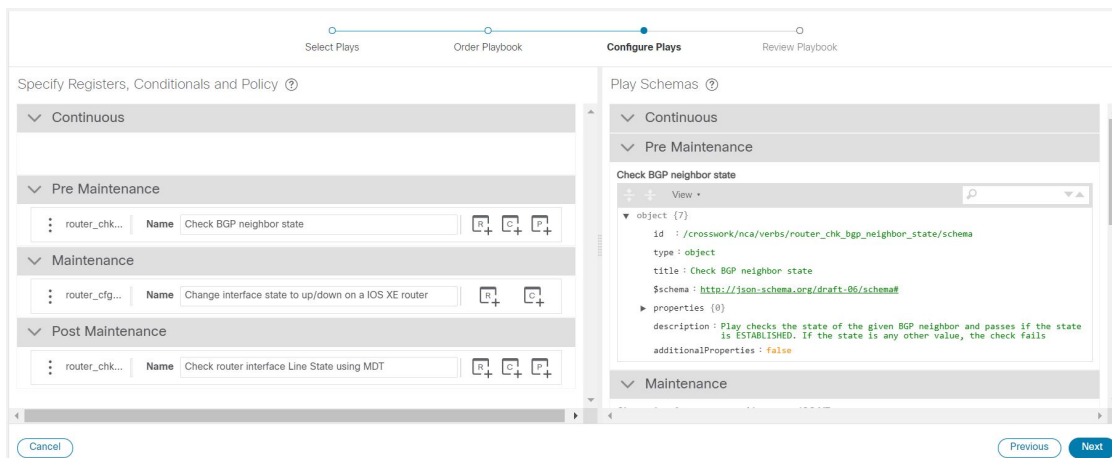 Select Plays
Order Playbook
Configure Plays
Review Playbook
Specify Registers, Conditionals and Policy ?
Continuous
Pre Maintenance
router_chk... Name Check BGP neighbor state R C P
Maintenance
router_cfg... Name Change interface state to up/down on a IOS XE router R C
Post Maintenance
router_chk... Name Check router interface Line State using MDT R C P
Play Schemas ?
Continuous
Pre Maintenance
Check BGP neighbor state
View
object {7}
id : /crosswork/nca/verbs/router_chk_bgp_neighbor_state/schema
type : object
title : Check BGP neighbor state
$schema : http://json-schema.org/draft-06/schema#
properties {0}
description : Play checks the state of the given BGP neighbor and passes if the state
is ESTABLISHED. If the state is any other value, the check fails
additionalProperties : false
Maintenance
Cancel
Previous
Next